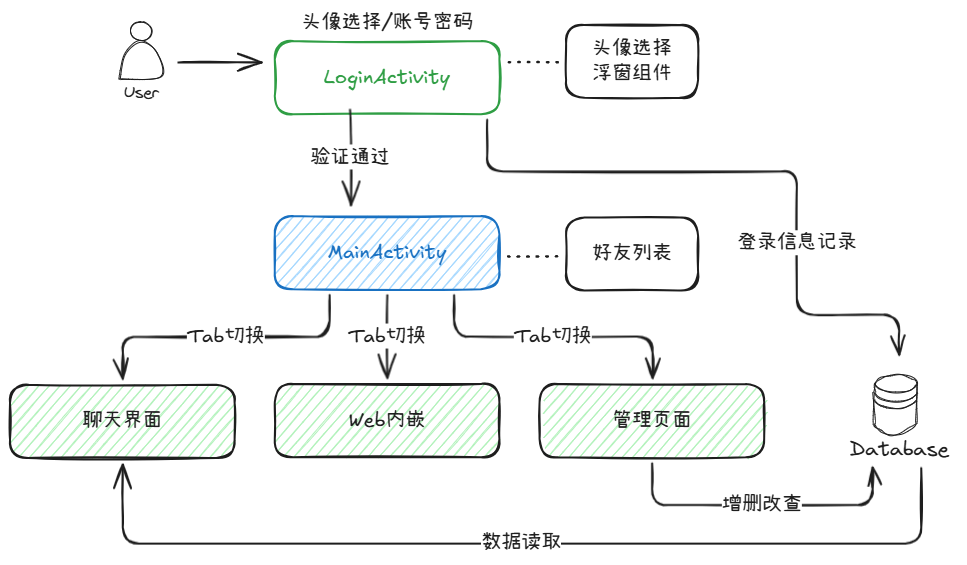 头像选择/账号密码
LoginActivity
头像选择
浮窗组件
User
验证通过
登录信息记录
MainActivity
好友列表
Tab切换
Tab切换
Tab切换
聊天界面
Web内嵌
管理页面
Database
增删改查
数据读取